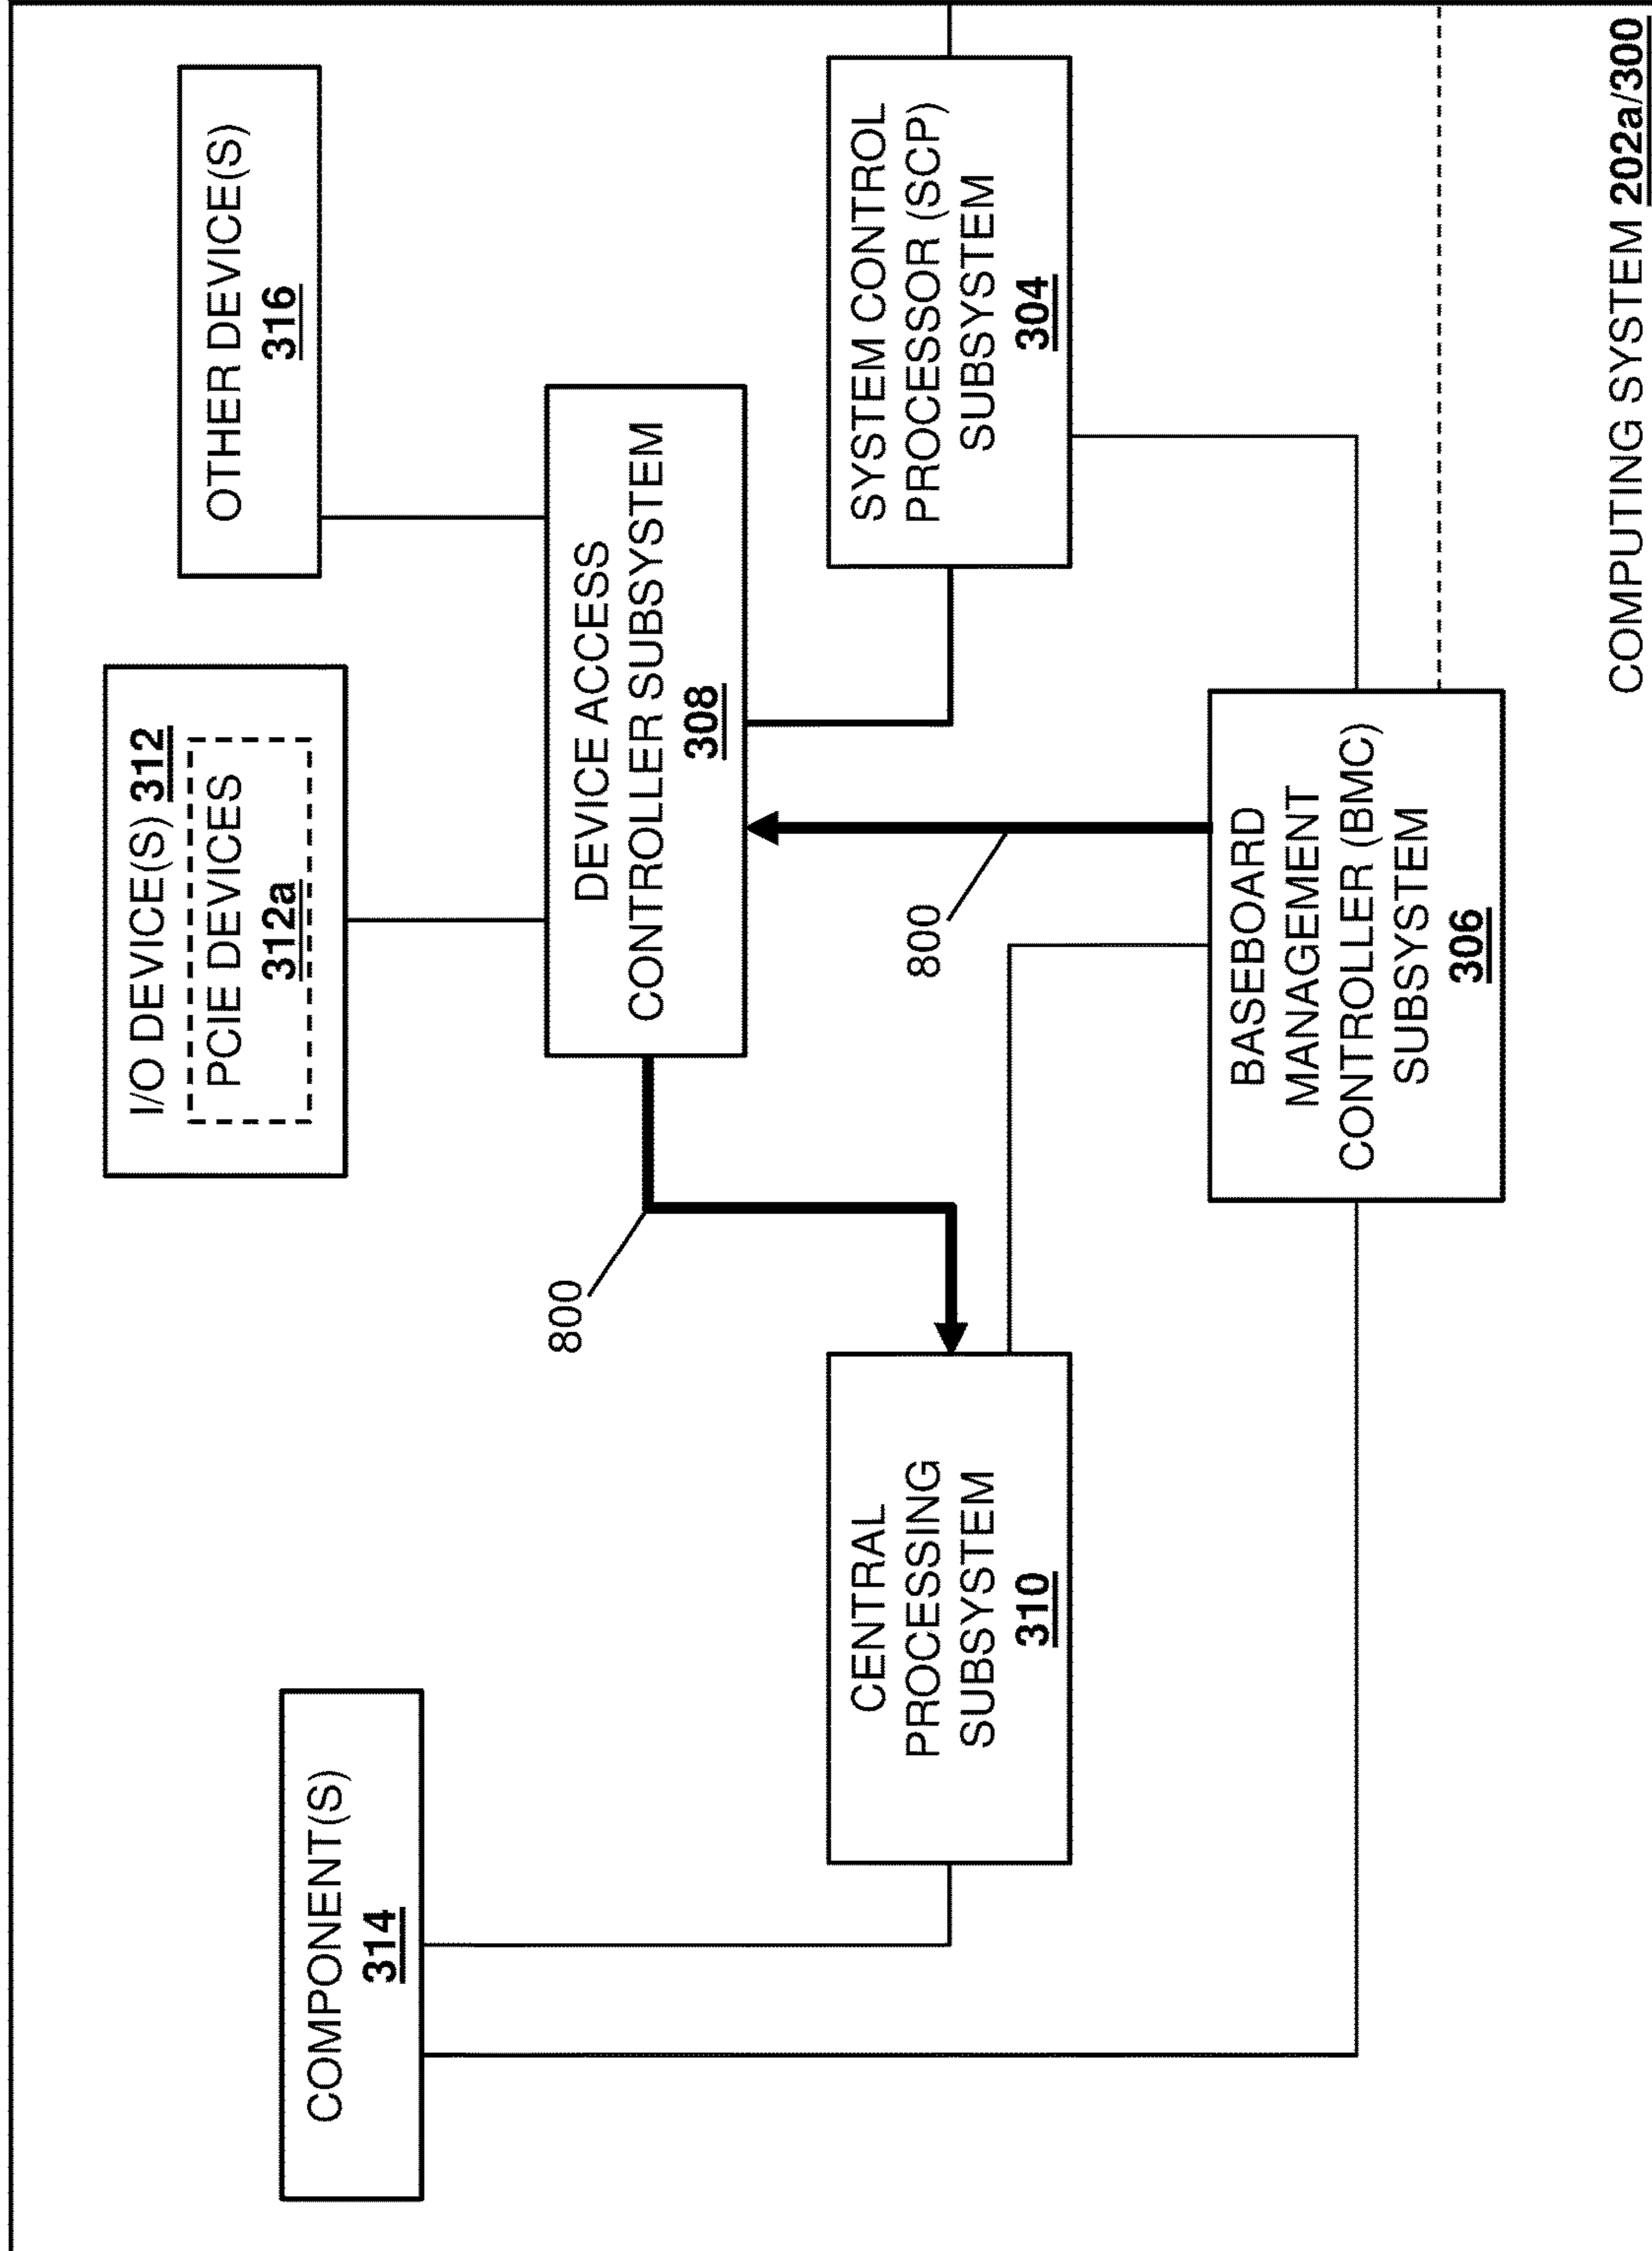 COMPONENT(S)
314
I/O DEVICE(S) 312
PCIE DEVICES
312a
OTHER DEVICE(S)
316
800
DEVICE ACCESS
CONTROLLER SUBSYSTEM
308
CENTRAL
PROCESSING
SUBSYSTEM
310
800
SYSTEM CONTROL
PROCESSOR (SCP)
SUBSYSTEM
304
BASEBOARD
MANAGEMENT
CONTROLLER (BMC)
SUBSYSTEM
306
COMPUTING SYSTEM 202a/300